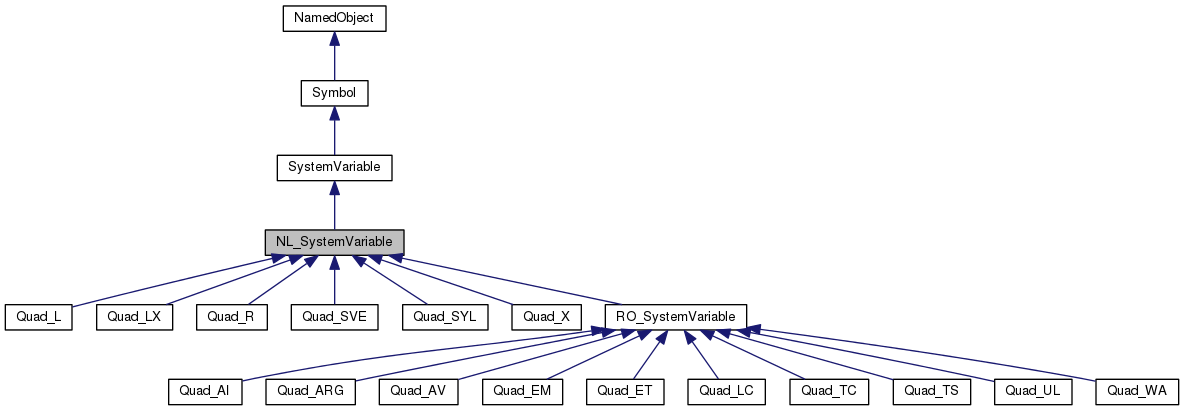 NamedObject
Symbol
SystemVariable
NL_SystemVariable
Quad_L Quad_LX Quad_R Quad_SVE Quad_SYL Quad_X RO_SystemVariable
Quad_AI Quad_ARG Quad_AV Quad_EM Quad_ET Quad_LC Quad_TC Quad_TS Quad_UL Quad_WA